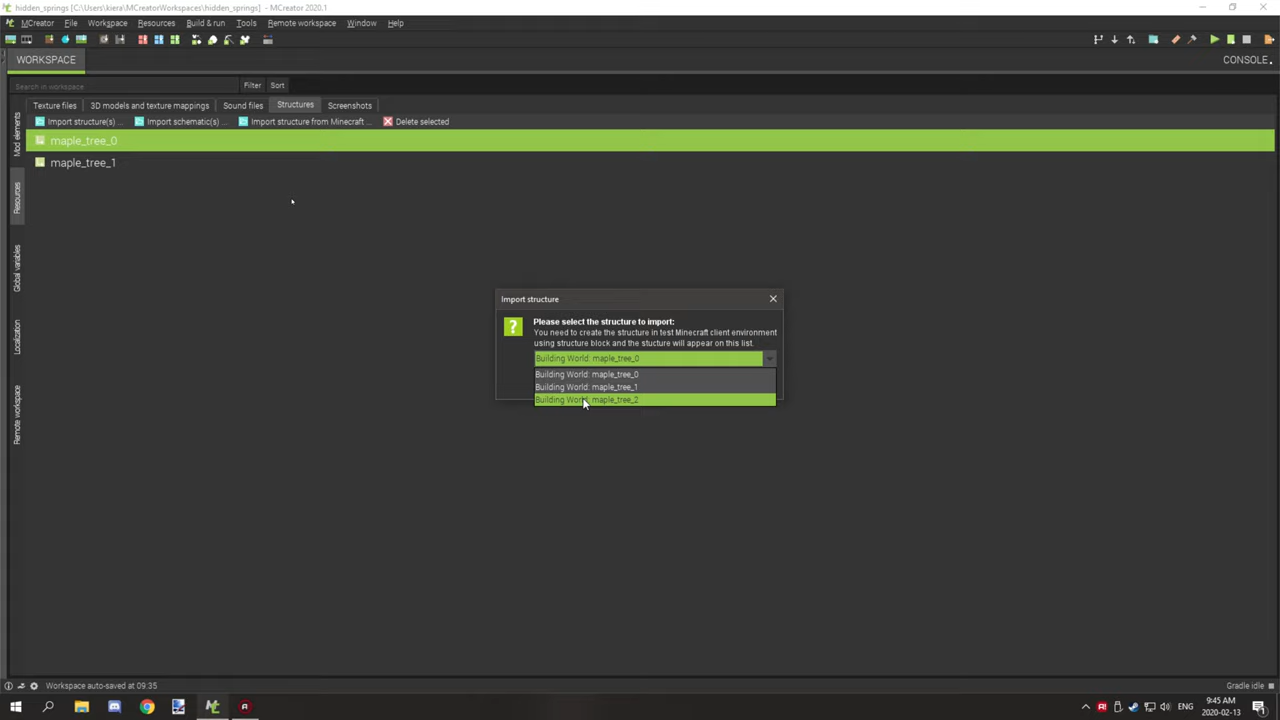 hidden_springs [C:\Users\kiera\MCreatorWorkspaces\hidden_springs] - MCreator 2020.1
MCreator File Workspace Resources Build & run Tools Remote workspace Window Help
WORKSPACE
CONSOLE
Search in workspace
Filter
Sort
Texture files
3D models and texture mappings
Sound files
Structures
Screenshots
Import structure(s) ...
Import schematic(s) ...
Import structure from Minecraft ...
Delete selected
Mod elements
Resources
Global variables
Localization
Remote workspace
maple_tree_0
maple_tree_1
Import structure
Please select the structure to import:
You need to create the structure in test Minecraft client environment
using structure block and the stucture will appear on this list.
Building World: maple_tree_0
Building World: maple_tree_0
Building World: maple_tree_1
Building World: maple_tree_2
Workspace auto-saved at 09:35
Gradle idle
ENG
9:45 AM
2020-02-13